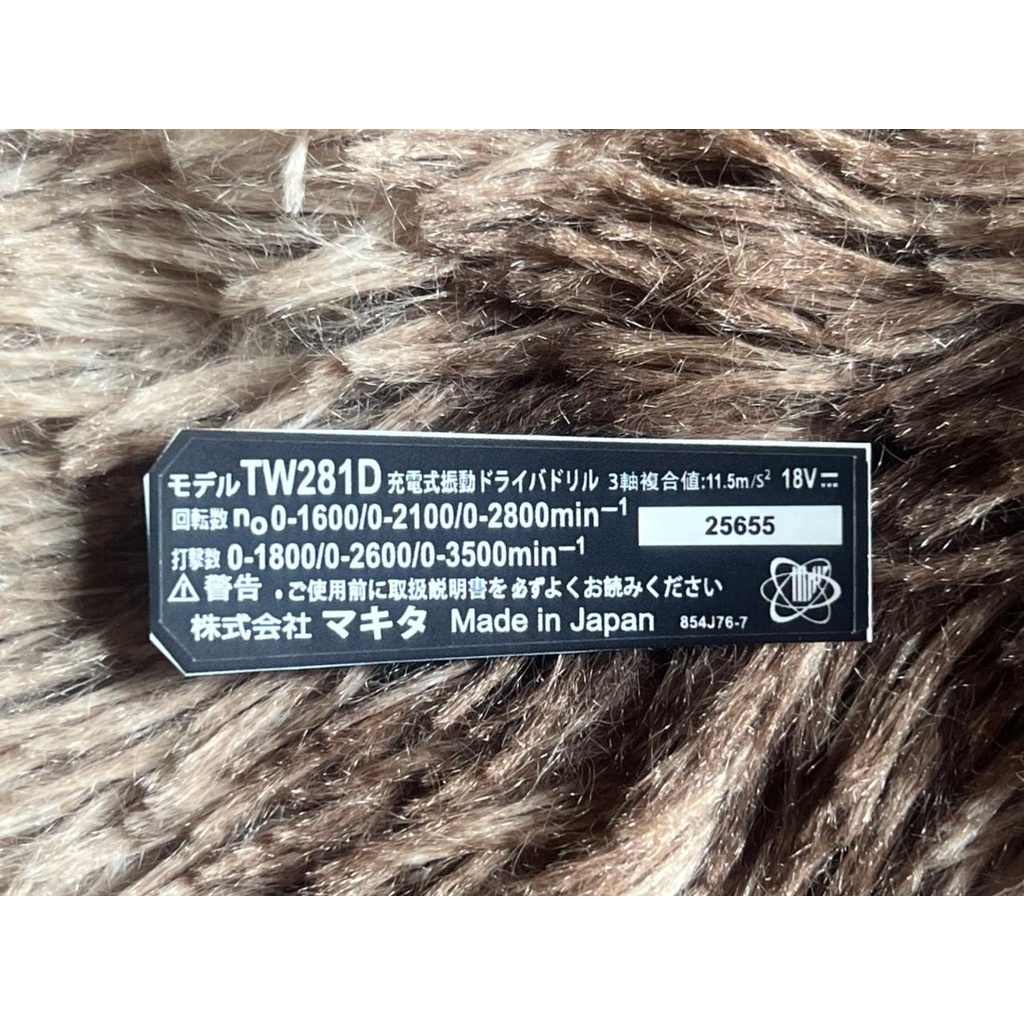 モデルTW281D 充電式振動ドライバドリル 3軸複合値:11.5m/S² 18V⎓
回転数 no 0-1600/0-2100/0-2800min⁻¹ 25655
打撃数 0-1800/0-2600/0-3500min⁻¹
⚠警告 ・ご使用前に取扱説明書を必ずよくお読みください
株式会社 マキタ Made in Japan 854J76-7